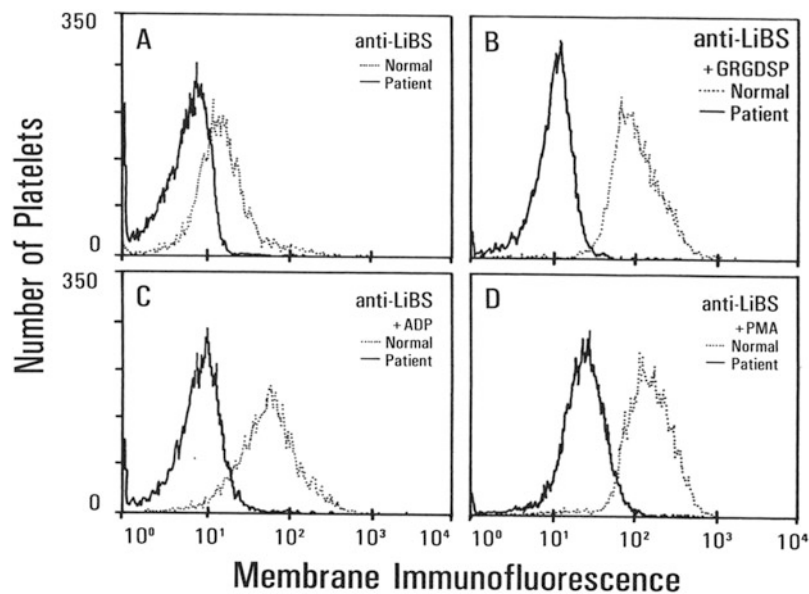 350
A
anti-LiBS
Normal
Patient
B
anti-LiBS
+GRGDSP
Normal
Patient
0
350
C
anti-LiBS
+ADP
Normal
Patient
D
anti-LiBS
+PMA
Normal
Patient
0
10⁰ 10¹ 10² 10³ 10⁴
10⁰ 10¹ 10² 10³ 10⁴
Number of Platelets
Membrane Immunofluorescence